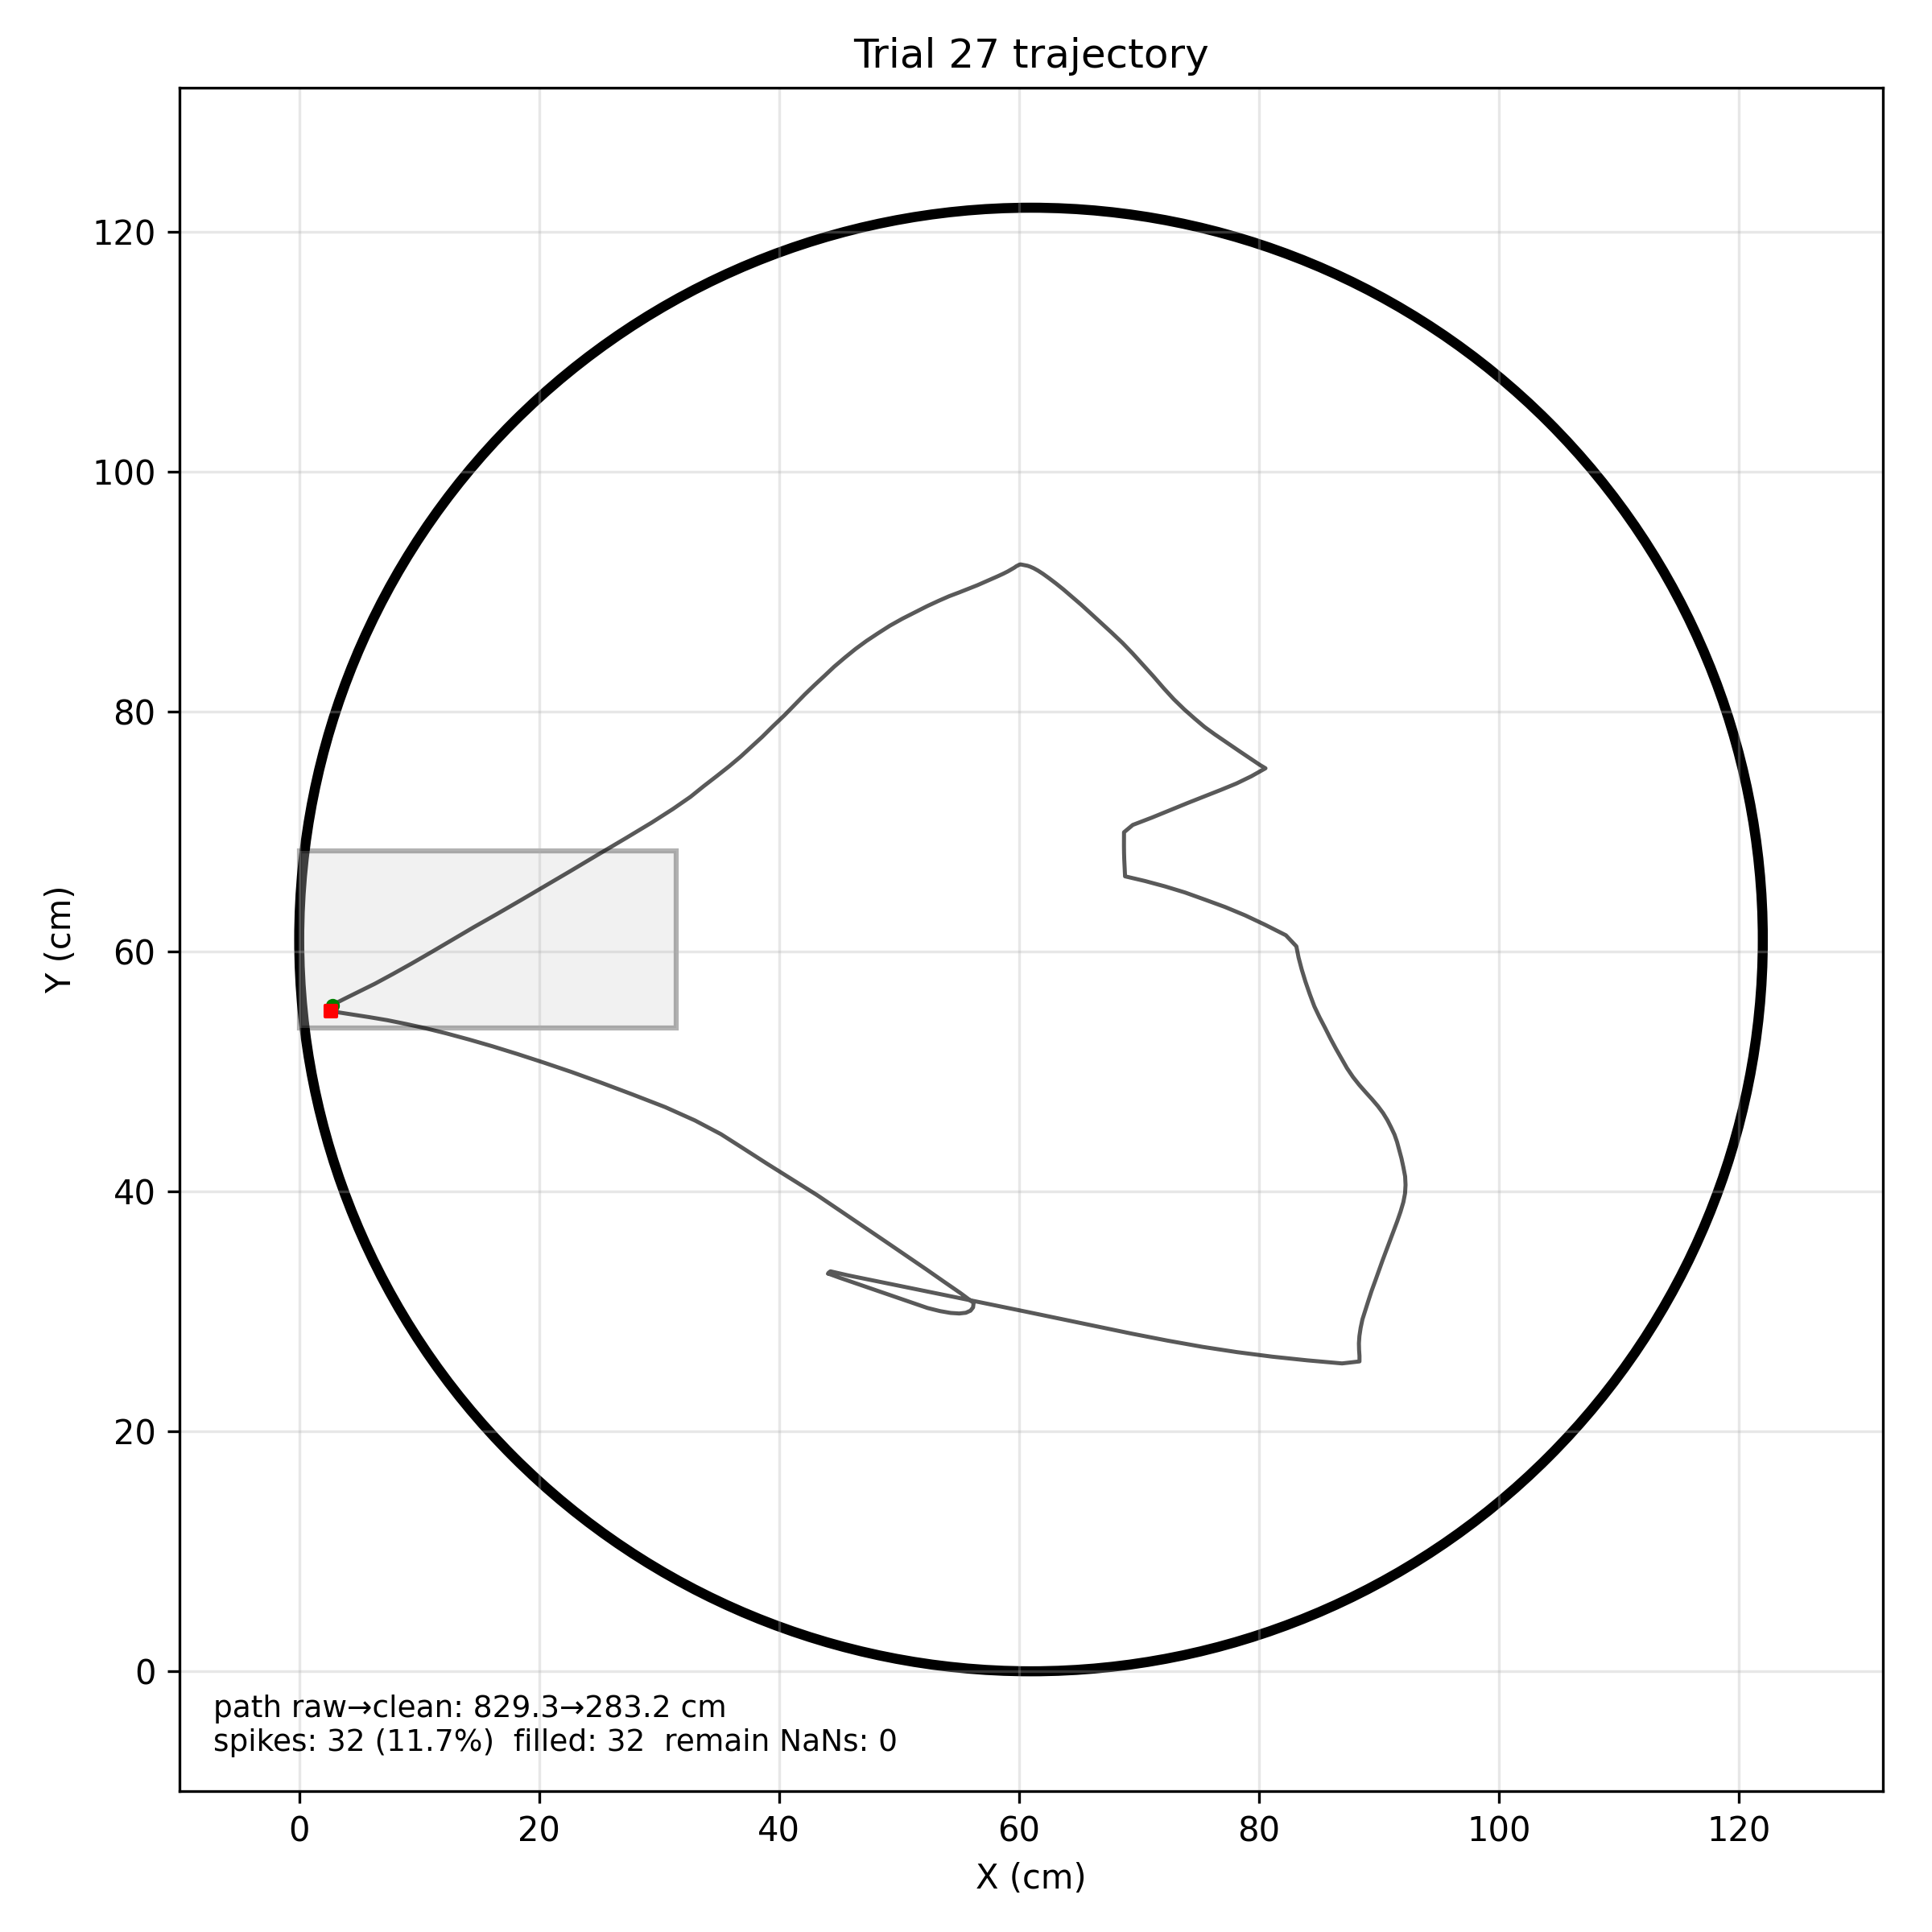 Trial 27 trajectory
120
100
80
60
40
20
0
Y (cm)
path raw→clean: 829.3→283.2 cm
spikes: 32 (11.7%)  filled: 32  remain NaNs: 0
0 20 40 60 80 100 120
X (cm)